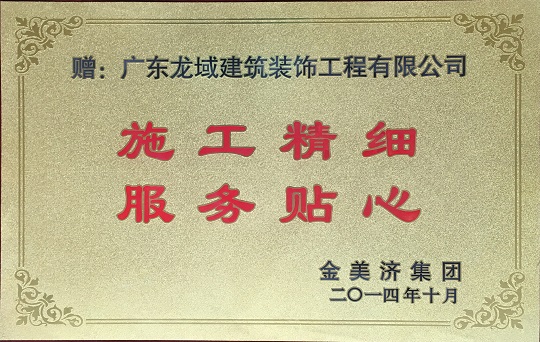 赠：广东龙域建筑装饰工程有限公司
施工精细
服务贴心
金美济集团
二〇一四年十月